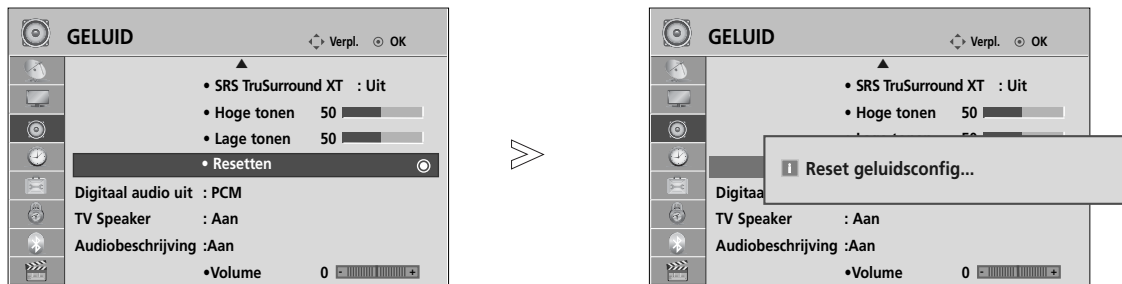 GELUID Verpl. OK
• SRS TruSurround XT : Uit
• Hoge tonen 50
• Lage tonen 50
• Resetten
Digitaal audio uit : PCM
TV Speaker : Aan
Audiobeschrijving :Aan
•Volume 0 - +
GELUID Verpl. OK
• SRS TruSurround XT : Uit
• Hoge tonen 50
i Reset geluidsconfig...
Digitaa
TV Speaker : Aan
Audiobeschrijving :Aan
•Volume 0 - +